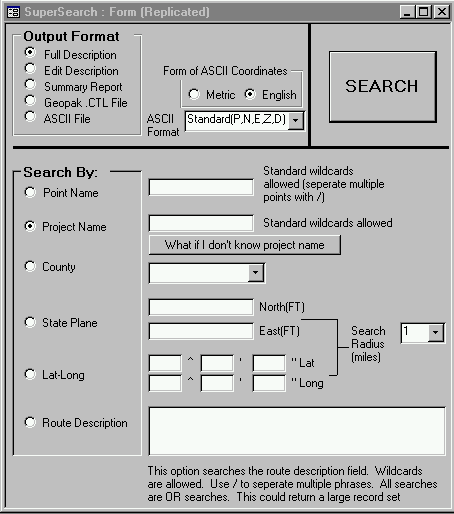 SuperSearch : Form (Replicated)
Output Format
Full Description
Edit Description
Summary Report
Geopak .CTL File
ASCII File
Form of ASCII Coordinates
Metric
English
ASCII Format
Standard(P,N,E,Z,D)
SEARCH
Search By:
Point Name
Standard wildcards
allowed (seperate multiple
points with /)
Project Name
Standard wildcards allowed
What if I don't know project name
County
State Plane
North(FT)
East(FT)
Search
Radius
(miles)
1
Lat-Long
^ ' " Lat
^ ' " Long
Route Description
This option searches the route description field. Wildcards
are allowed. Use / to seperate multiple phrases. All searches
are OR searches. This could return a large record set